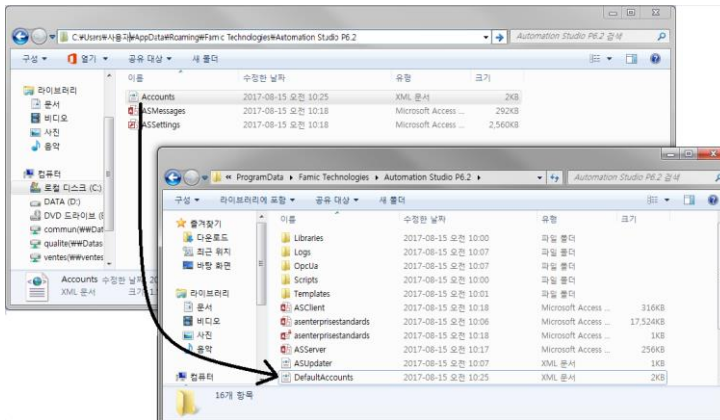 C:₩Users₩사용자₩AppData₩Roaming₩Famic Technologies₩Automation Studio P6.2
Automation Studio P6.2 검색
구성 열기 공유 대상 새 폴더
이름 수정한 날짜 유형 크기
라이브러리
문서
비디오
사진
음악
컴퓨터
로컬 디스크 (C:)
DATA (D:)
DVD 드라이브 (E
commun(₩₩Dat
qualite(₩₩Datas
ventes(₩₩ventes
Accounts 2017-08-15 오전 10:25 XML 문서 2KB
ASMessages 2017-08-15 오전 10:18 Microsoft Access ... 292KB
ASSettings 2017-08-15 오전 10:18 Microsoft Access ... 2,560KB
Accounts 수정한 날짜: 20
XML 문서 크기: 1
« ProgramData ▸ Famic Technologies ▸ Automation Studio P6.2 ▸
Automation Studio P6.2 검색
구성 라이브러리에 포함 공유 대상 새 폴더
즐겨찾기
다운로드
최근 위치
바탕 화면
라이브러리
문서
비디오
사진
음악
컴퓨터
이름 수정한 날짜 유형 크기
Libraries 2017-08-15 오전 10:00 파일 폴더
Logs 2017-08-15 오전 10:07 파일 폴더
OpcUa 2017-08-15 오전 10:07 파일 폴더
Scripts 2017-08-15 오전 10:00 파일 폴더
Templates 2017-08-15 오전 10:01 파일 폴더
ASClient 2017-08-15 오전 10:18 Microsoft Access ... 316KB
asenterprisestandards 2017-08-15 오전 10:06 Microsoft Access ... 17,524KB
asenterprisestandards 2017-08-15 오전 10:18 Microsoft Access ... 1KB
ASServer 2017-08-15 오전 10:17 Microsoft Access ... 256KB
ASUpdater 2017-08-15 오전 10:07 XML 문서 1KB
DefaultAccounts 2017-08-15 오전 10:25 XML 문서 2KB
16개 항목